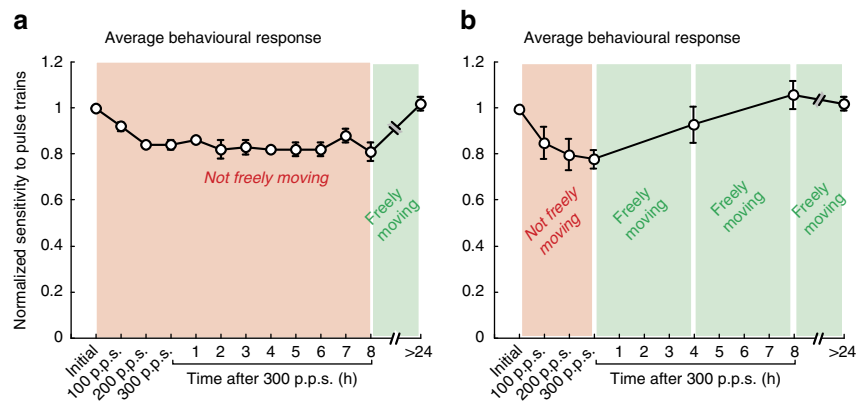 a
Average behavioural response
Normalized sensitivity to pulse trains
1.2
1
0.8
0.6
0.4
0.2
0
Not freely moving
Freely
moving
Initial
100 p.p.s.
200 p.p.s.
300 p.p.s.
1 2 3 4 5 6 7 8 >24
Time after 300 p.p.s. (h)
b
Average behavioural response
1.2
1
0.8
0.6
0.4
0.2
0
Not freely
moving
Freely
moving
Freely
moving
Freely
moving
Initial
100 p.p.s.
200 p.p.s.
300 p.p.s.
1 2 3 4 5 6 7 8 >24
Time after 300 p.p.s. (h)